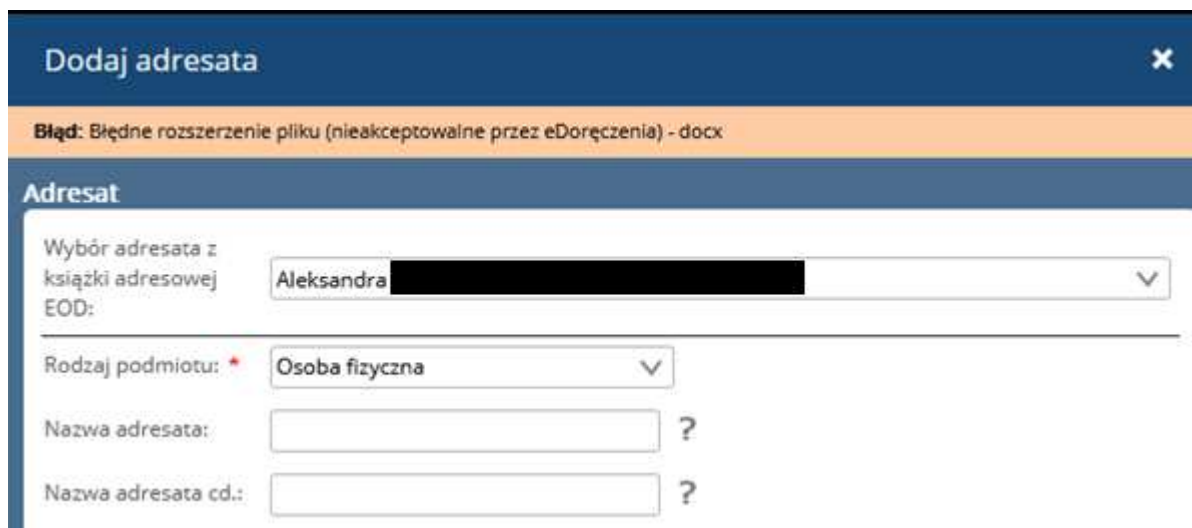 Dodaj adresata
Błąd: Błędne rozszerzenie pliku (nieakceptowalne przez eDoręczenia) - docx
Adresat
Wybór adresata z
książki adresowej
EOD:
Aleksandra
Rodzaj podmiotu: *
Osoba fizyczna
Nazwa adresata:
?
Nazwa adresata cd.:
?